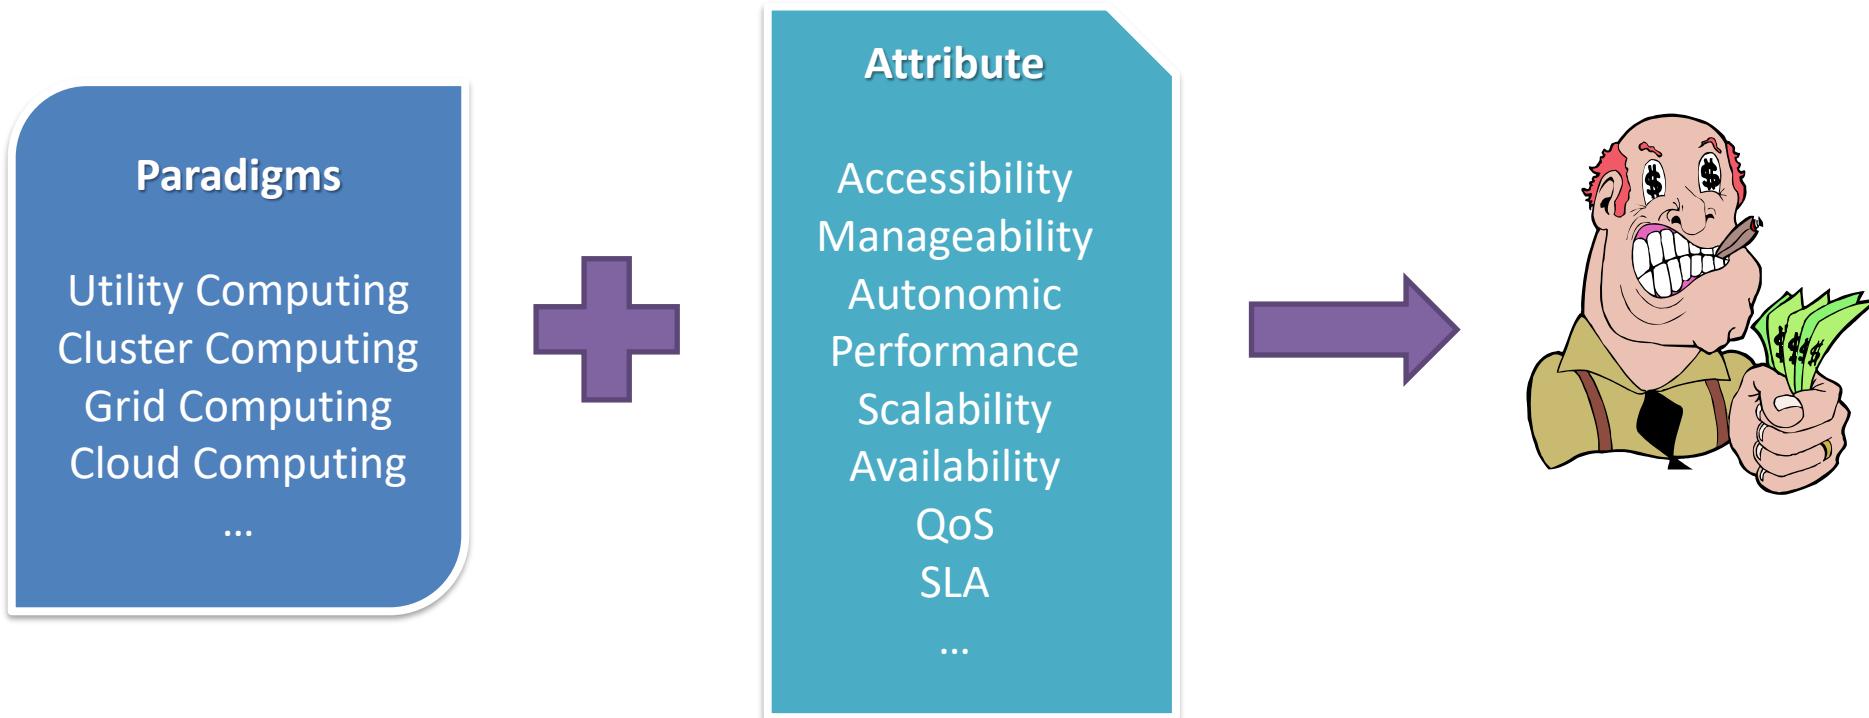 Paradigms
Utility Computing
Cluster Computing
Grid Computing
Cloud Computing
...
Attribute
Accessibility
Manageability
Autonomic
Performance
Scalability
Availability
QoS
SLA
...
$ $
$ $ $ $